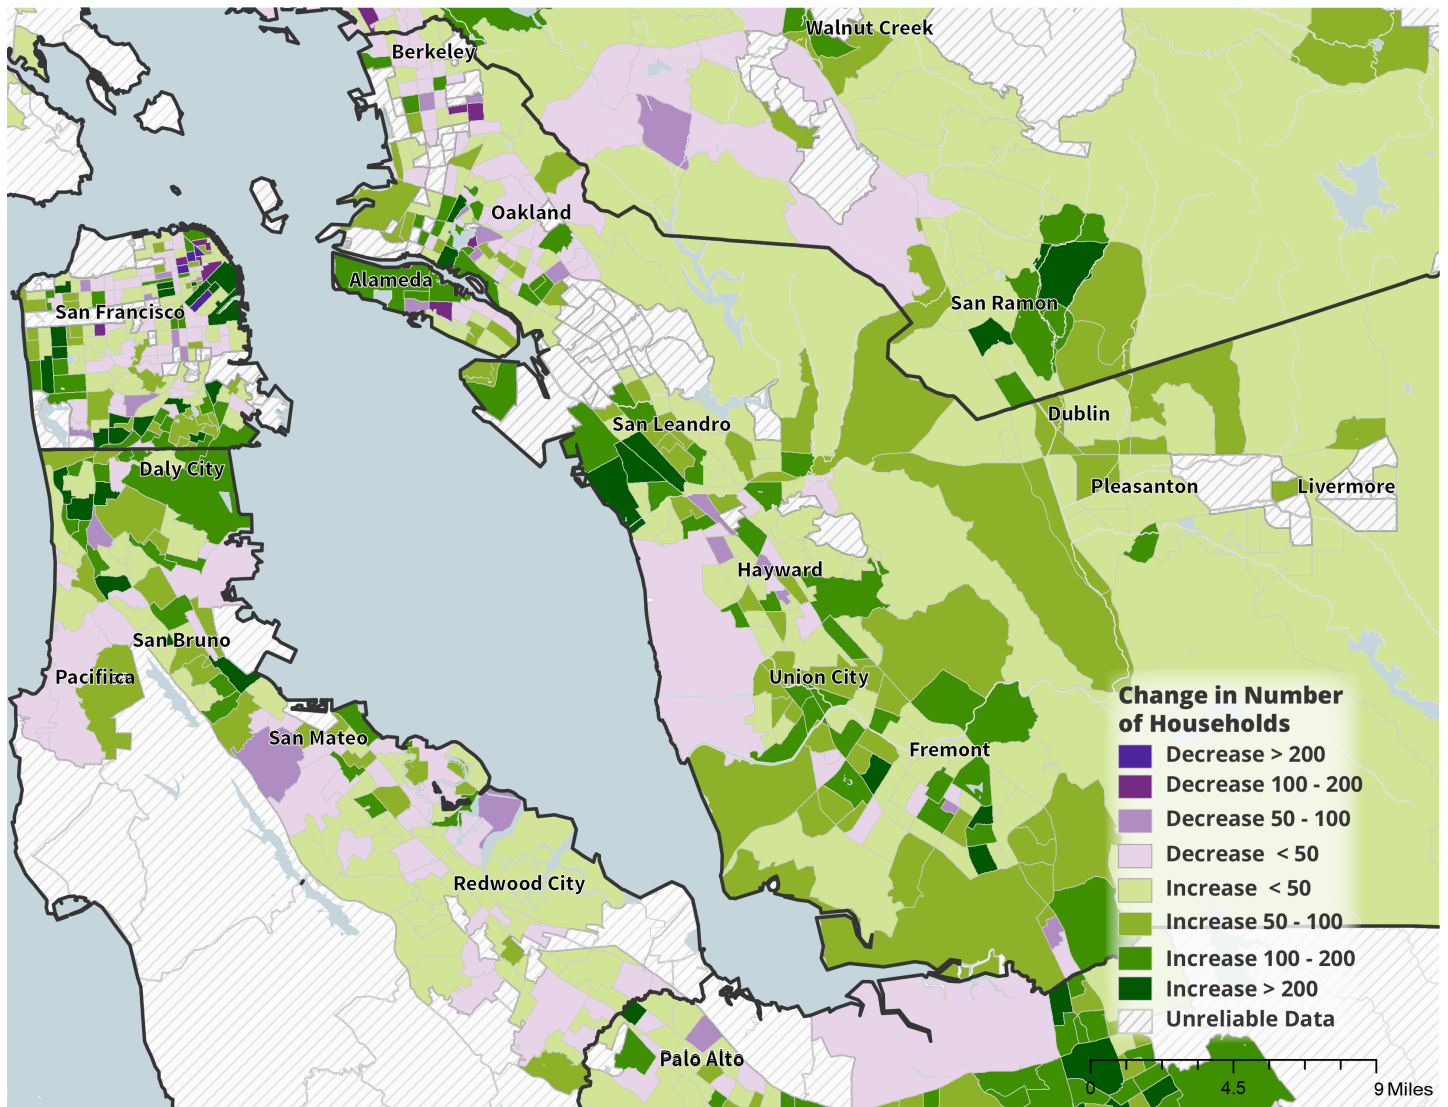 Walnut Creek
Berkeley
Oakland
Alameda
San Francisco
San Ramon
San Leandro
Dublin
Daly City
Pleasanton
Livermore
Hayward
San Bruno
Pacifica
Union City
San Mateo
Fremont
Redwood City
Palo Alto
Change in Number
of Households
Decrease > 200
Decrease 100 - 200
Decrease 50 - 100
Decrease < 50
Increase < 50
Increase 50 - 100
Increase 100 - 200
Increase > 200
Unreliable Data
0 4.5 9 Miles